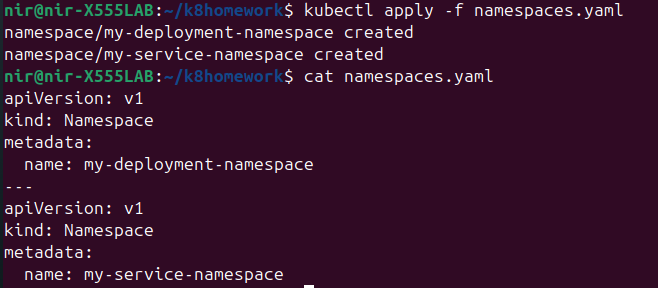 nir@nir-X555LAB:~/k8homework$ kubectl apply -f namespaces.yaml
namespace/my-deployment-namespace created
namespace/my-service-namespace created
nir@nir-X555LAB:~/k8homework$ cat namespaces.yaml
apiVersion: v1
kind: Namespace
metadata:
  name: my-deployment-namespace
---
apiVersion: v1
kind: Namespace
metadata:
  name: my-service-namespace